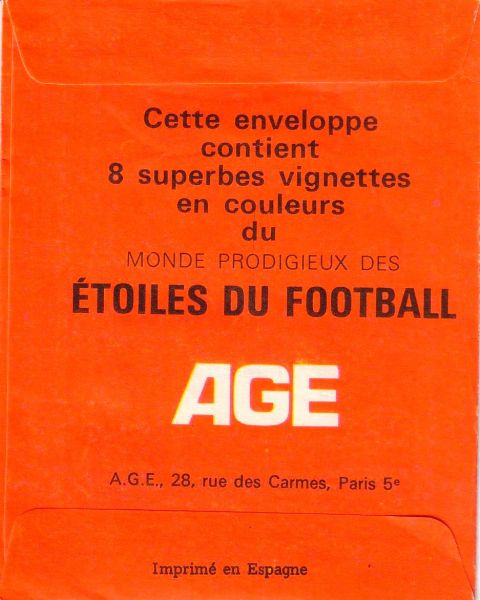 Cette enveloppe
contient
8 superbes vignettes
en couleurs
du
MONDE PRODIGIEUX DES
ÉTOILES DU FOOTBALL
AGE
A.G.E., 28, rue des Carmes, Paris 5e
Imprimé en Espagne